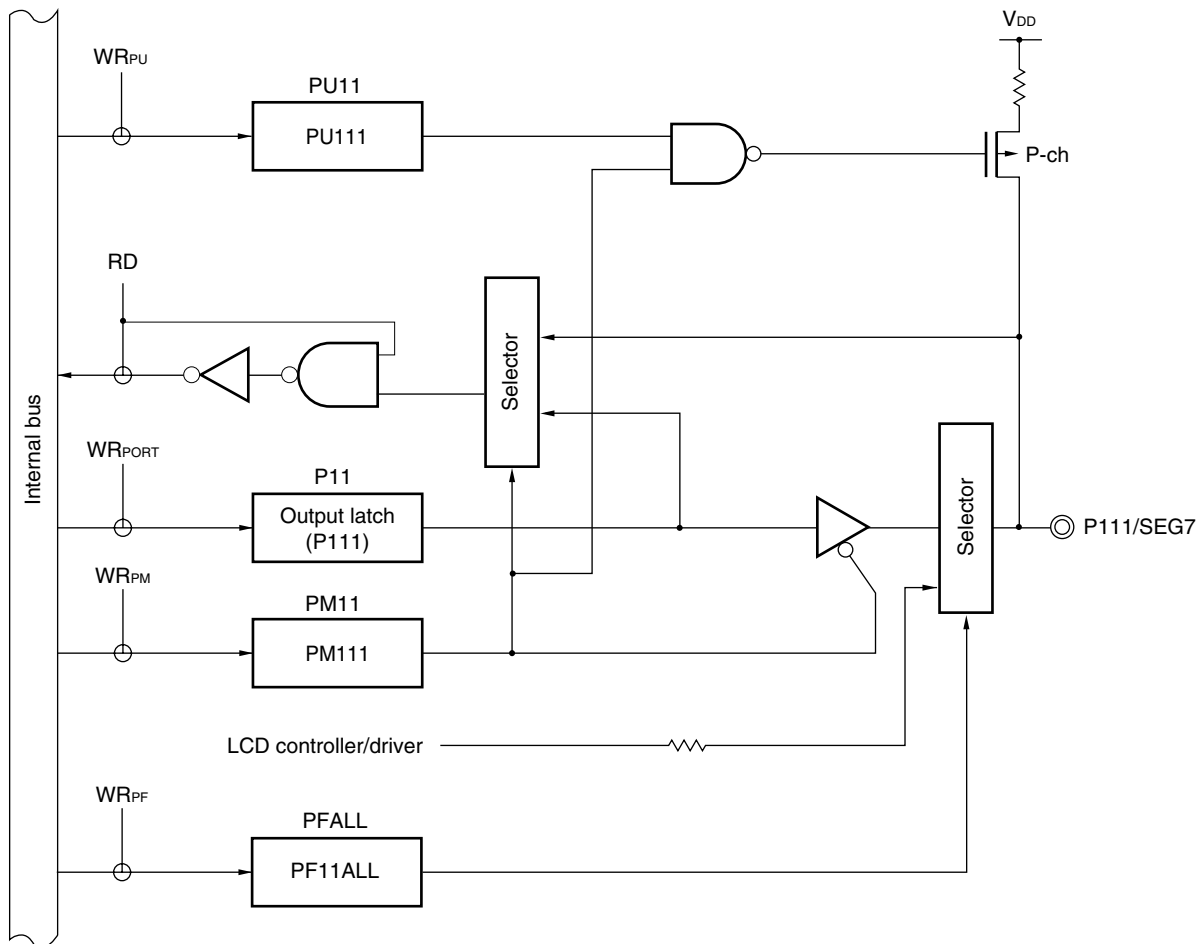 VDD
WRPU
PU11
PU111
P-ch
RD
Selector
Internal bus
WRPORT
P11
Output latch
(P111)
Selector
P111/SEG7
WRPM
PM11
PM111
LCD controller/driver
WRPF
PFALL
PF11ALL